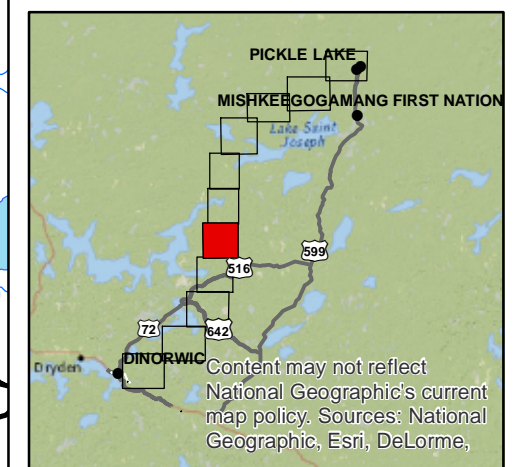 PICKLE LAKE
MISHKEEGOGAMANG FIRST NATION
Lake Saint
Joseph
599
516
72
642
DINORWIC
Dryden
Content may not reflect
National Geographic's current
map policy. Sources: National
Geographic, Esri, DeLorme,